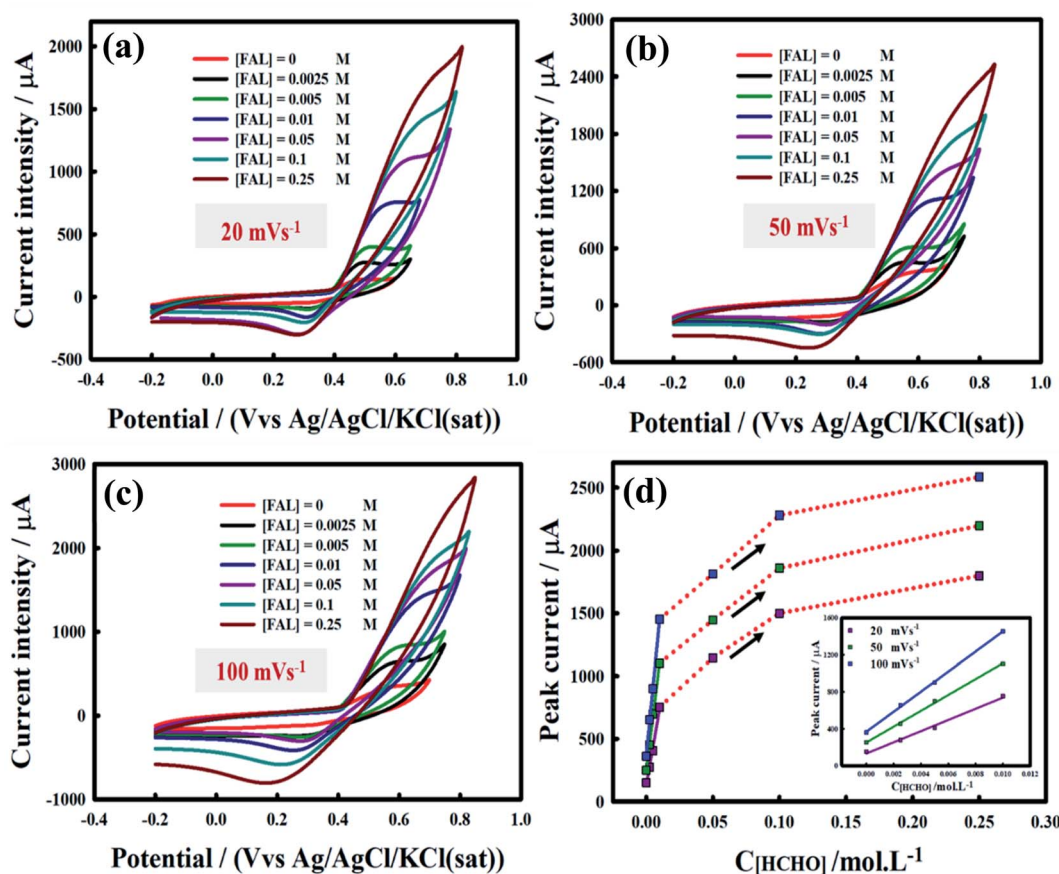 (a)
2000
1500
1000
500
0
-500
Current intensity / μA
[FAL] = 0 M
[FAL] = 0.0025 M
[FAL] = 0.005 M
[FAL] = 0.01 M
[FAL] = 0.05 M
[FAL] = 0.1 M
[FAL] = 0.25 M
20 mVs-1
-0.4 -0.2 0.0 0.2 0.4 0.6 0.8 1.0
Potential / (Vvs Ag/AgCl/KCl(sat))
(b)
3000
2400
1800
1200
600
0
-600
Current intensity / μA
[FAL] = 0 M
[FAL] = 0.0025 M
[FAL] = 0.005 M
[FAL] = 0.01 M
[FAL] = 0.05 M
[FAL] = 0.1 M
[FAL] = 0.25 M
50 mVs-1
-0.4 -0.2 0.0 0.2 0.4 0.6 0.8 1.0
Potential / (Vvs Ag/AgCl/KCl(sat))
(c)
3000
2000
1000
0
-1000
Current intensity / μA
[FAL] = 0 M
[FAL] = 0.0025 M
[FAL] = 0.005 M
[FAL] = 0.01 M
[FAL] = 0.05 M
[FAL] = 0.1 M
[FAL] = 0.25 M
100 mVs-1
-0.4 -0.2 0.0 0.2 0.4 0.6 0.8 1.0
Potential / (Vvs Ag/AgCl/KCl(sat))
(d)
2500
2000
1500
1000
500
0
Peak current / μA
1600
1200
800
400
0
Peak current / μA
20 mVs-1
50 mVs-1
100 mVs-1
0.000 0.002 0.004 0.006 0.008 0.010 0.012
C[HCHO] /mol.L-1
0.00 0.05 0.10 0.15 0.20 0.25 0.30
C[HCHO] /mol.L-1